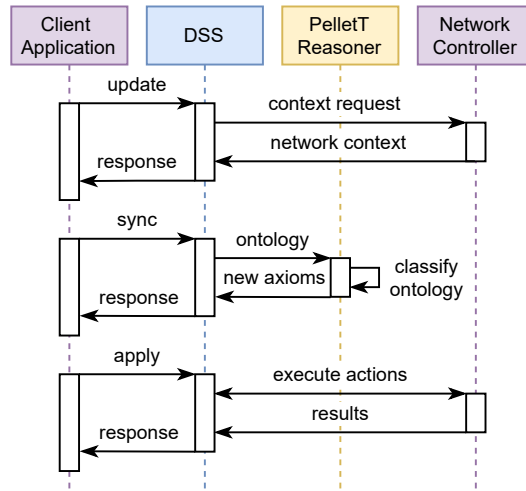 Client
Application
DSS
PelletT
Reasoner
Network
Controller
update
context request
network context
response
sync
ontology
new axioms
classify
ontology
response
apply
execute actions
results
response